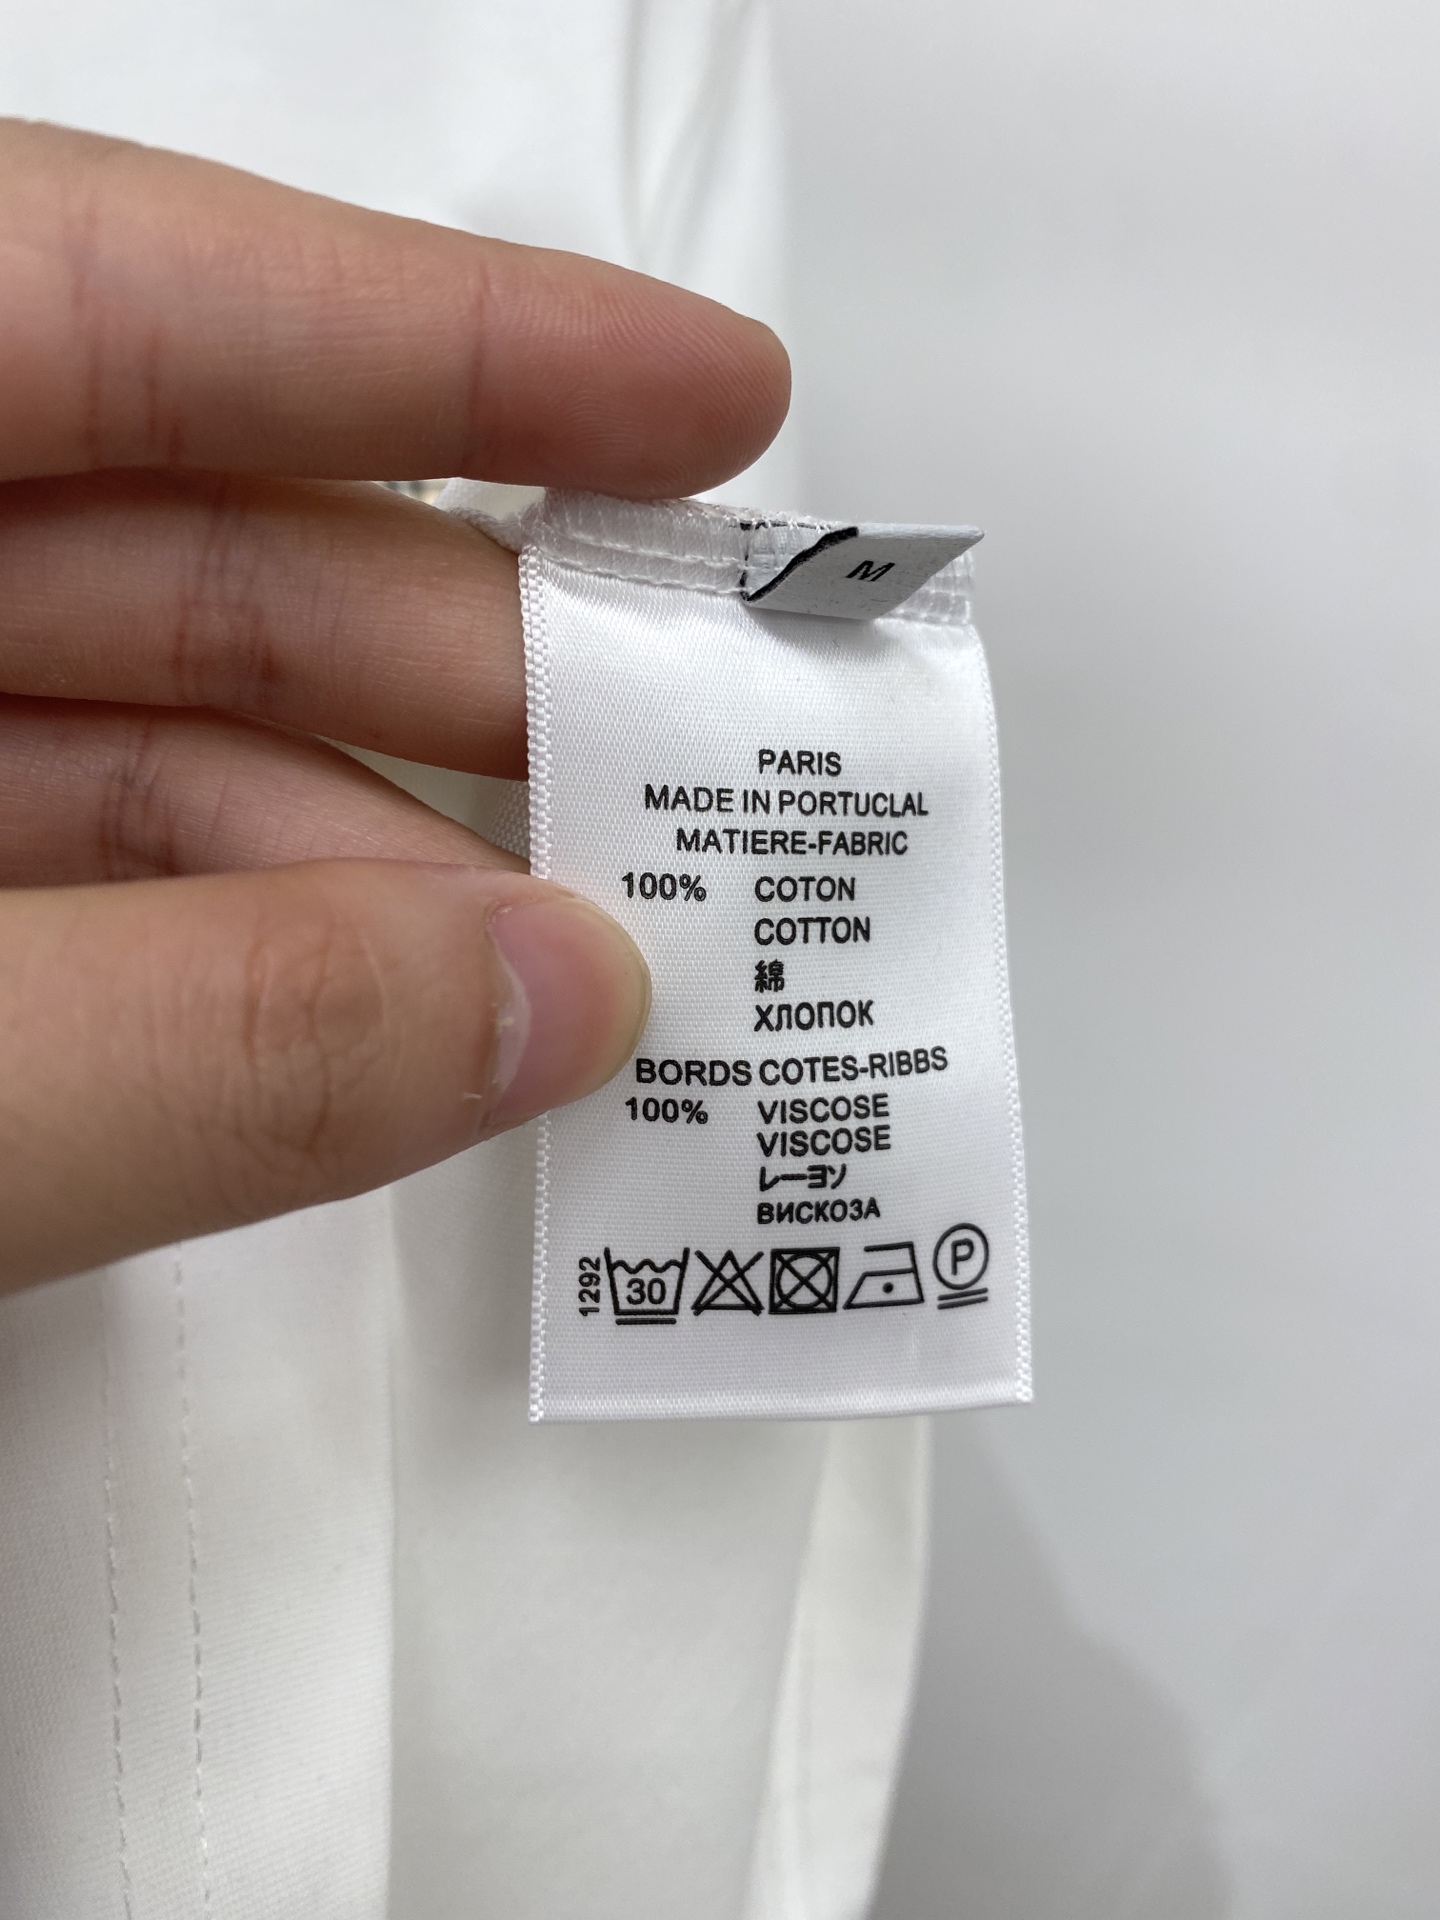 M
PARIS
MADE IN PORTUCLAL
MATIERE-FABRIC
100% COTON
COTTON
綿
ХЛОПОК
BORDS COTES-RIBBS
100% VISCOSE
VISCOSE
レーヨソ
ВИСКОЗА
1292 30 P